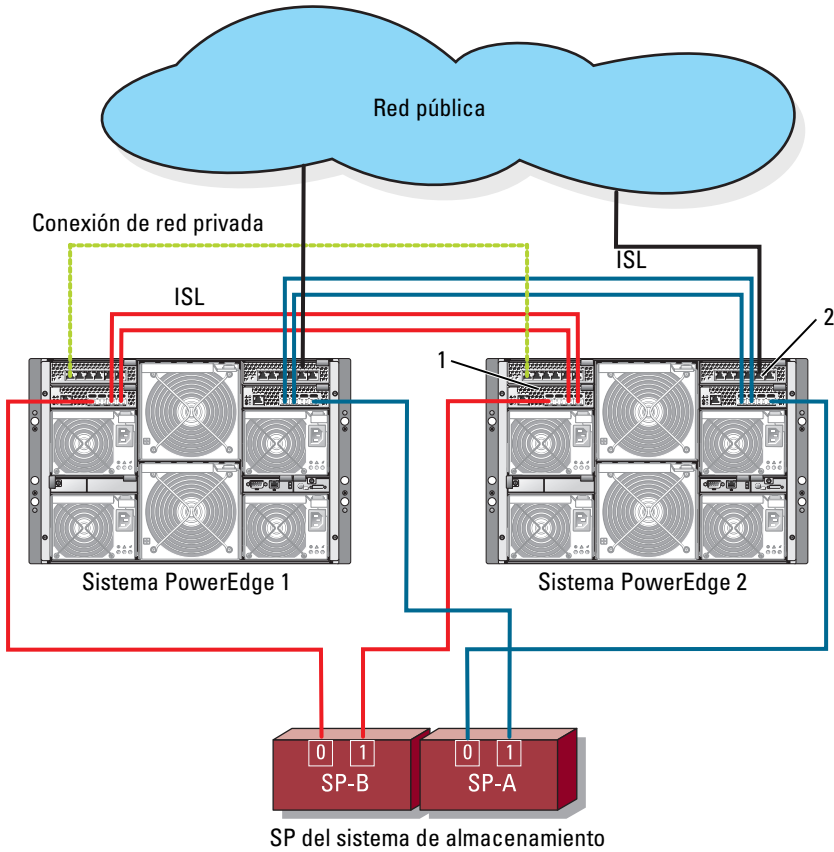 Red pública
Conexión de red privada
ISL
ISL
2
1
Sistema PowerEdge 1
Sistema PowerEdge 2
0 1
0 1
SP-B
SP-A
SP del sistema de almacenamiento